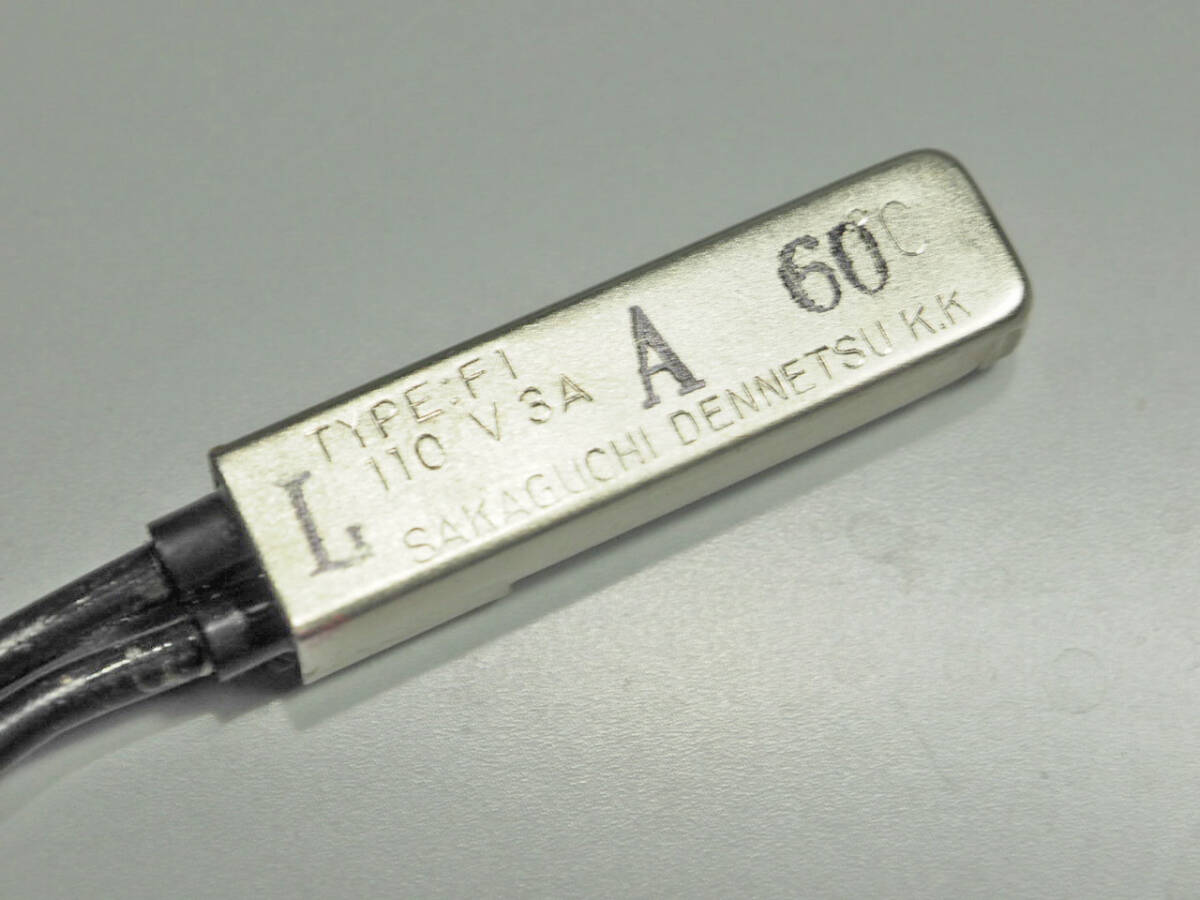 TYPE:F1
110 V 3A A 60°C
L SAKAGUCHI DENNETSU K.K